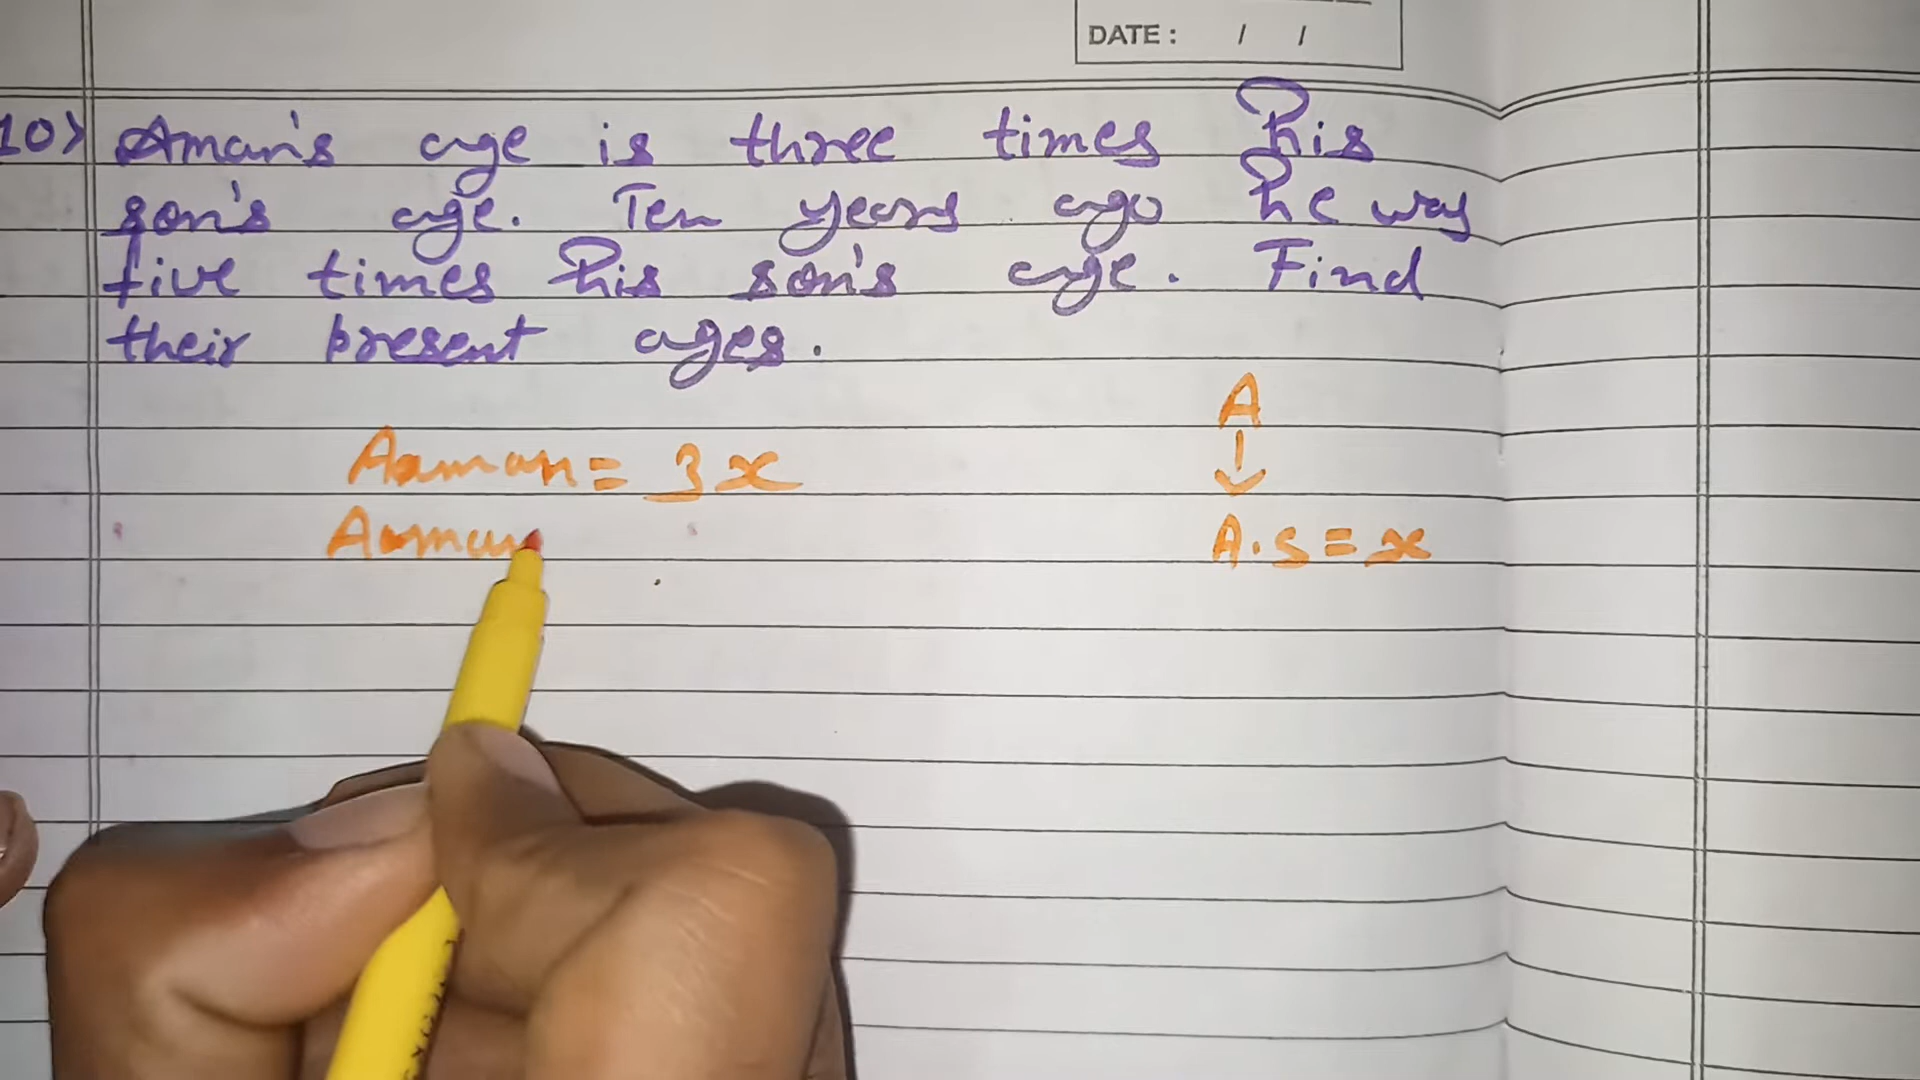 DATE: / /
10) Aman's age is three times his
son's age. Ten years ago he was
five times his son's age. Find
their present ages.
A
Aaman = 3x
Aaman
A.S = x